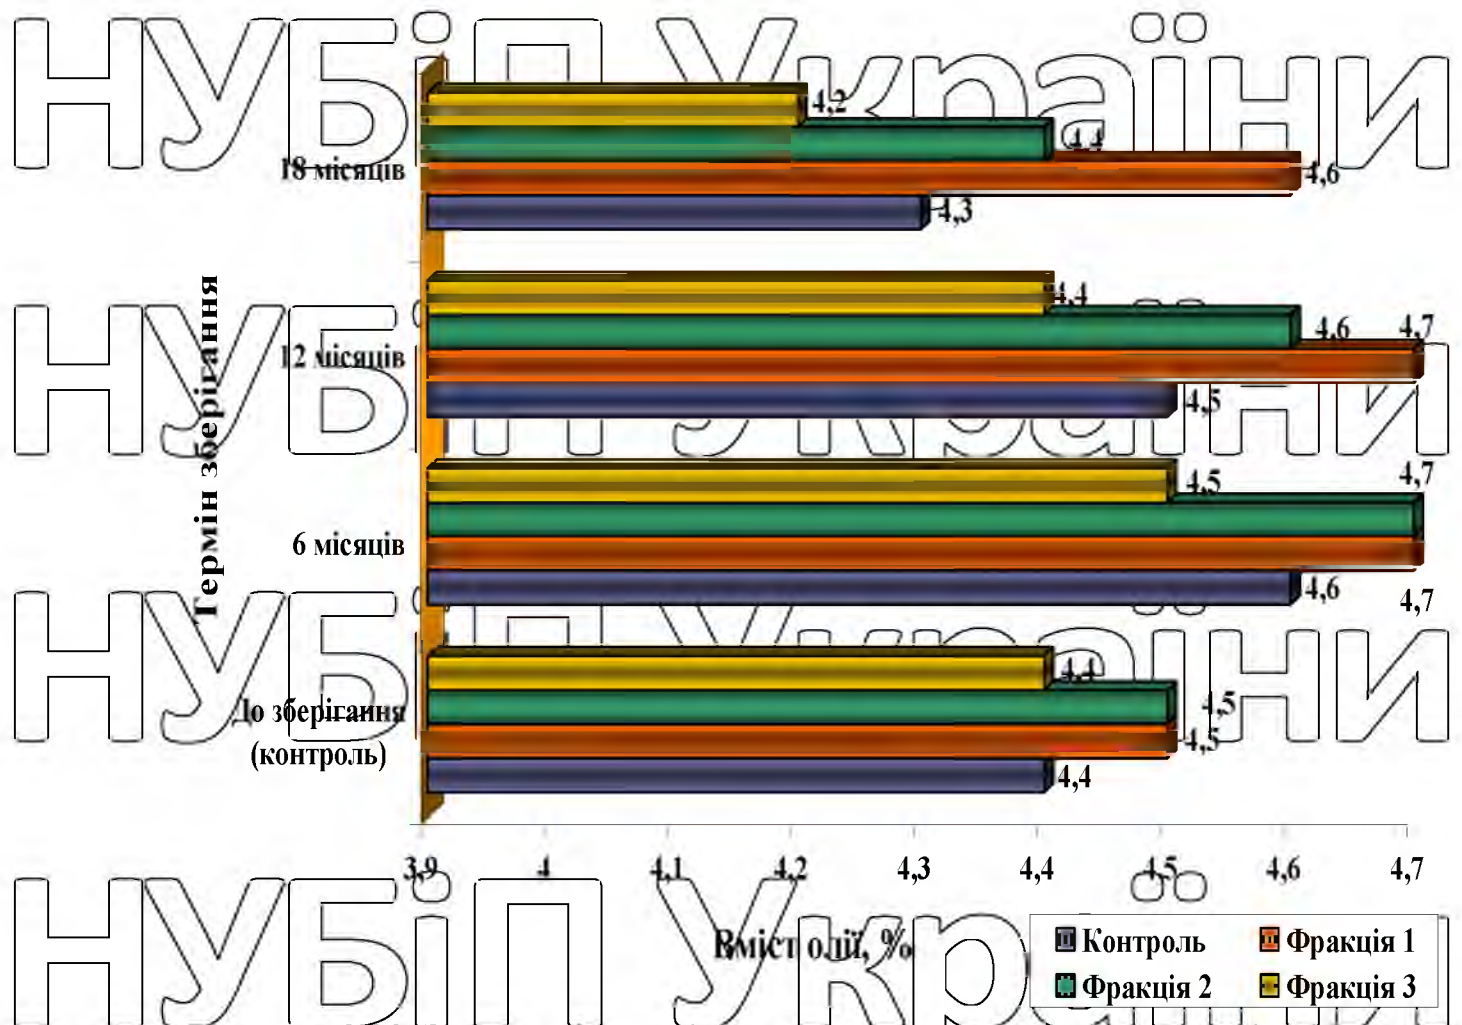 НУБіП України
4,2
4,4
18 місяців
4,6
4,3
НУБіП України
4,4
4,6
4,7
12 місяців
4,5
Термін зберігання
4,5
4,7
6 місяців
4,6
4,7
НУБіП України
4,4
До зберігання
(контроль)
4,5
4,5
4,4
3,9 4 4,1 4,2 4,3 4,4 4,5 4,6 4,7
НУБіП України
Вміст олії, %
Контроль Фракція 1
Фракція 2 Фракція 3